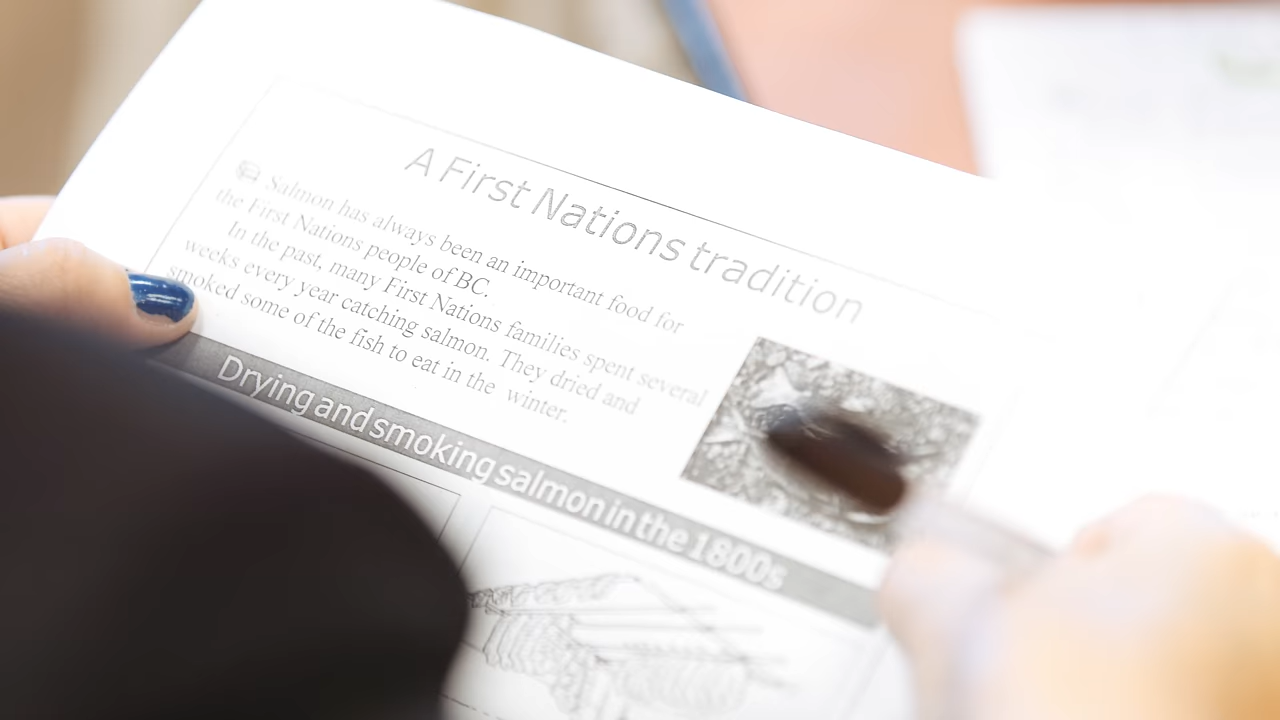 A First Nations tradition
Salmon has always been an important food for
the First Nations people of BC.
In the past, many First Nations families spent several
weeks every year catching salmon. They dried and
smoked some of the fish to eat in the winter.
Drying and smoking salmon in the 1800s